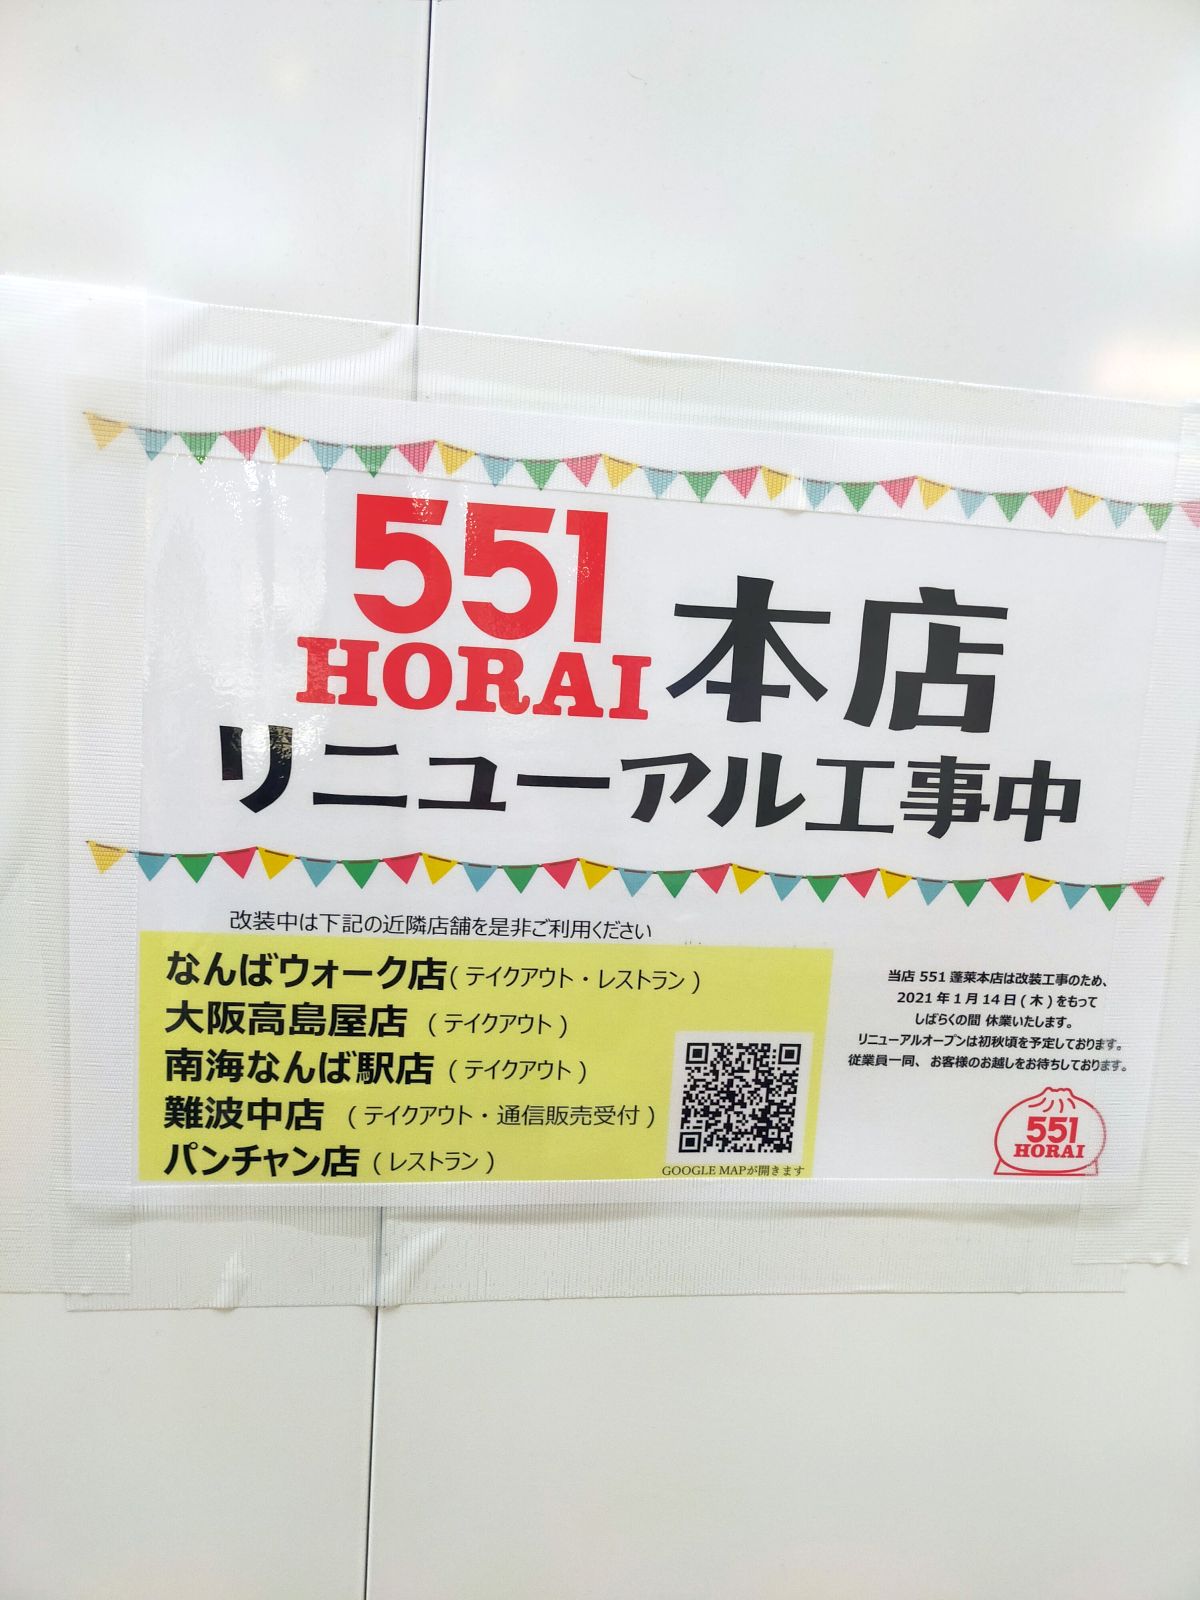 551
HORAI 本店
リニューアル工事中
改装中は下記の近隣店舗を是非ご利用ください
なんばウォーク店(テイクアウト・レストラン)
大阪高島屋店 (テイクアウト)
南海なんば駅店 (テイクアウト)
難波中店 (テイクアウト・通信販売受付)
パンチャン店 (レストラン)
GOOGLE MAPが開きます
当店 551 蓬莱本店は改装工事のため、
2021 年 1 月 14 日 ( 木 ) をもって
しばらくの間 休業いたします。
リニューアルオープンは初秋頃を予定しております。
従業員一同、お客様のお越しをお待ちしております。
551
HORAI